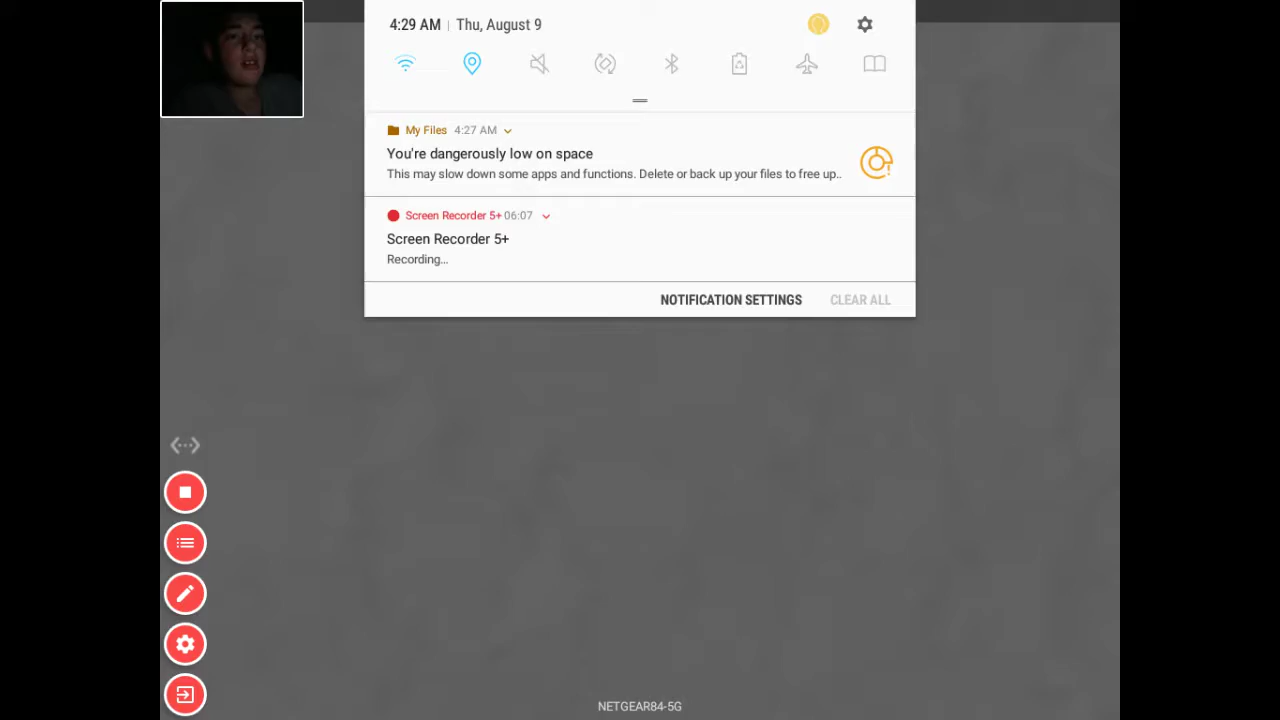 4:29 AM | Thu, August 9
My Files 4:27 AM
You're dangerously low on space
This may slow down some apps and functions. Delete or back up your files to free up..
Screen Recorder 5+ 06:07
Screen Recorder 5+
Recording...
NOTIFICATION SETTINGS CLEAR ALL
NETGEAR84-5G